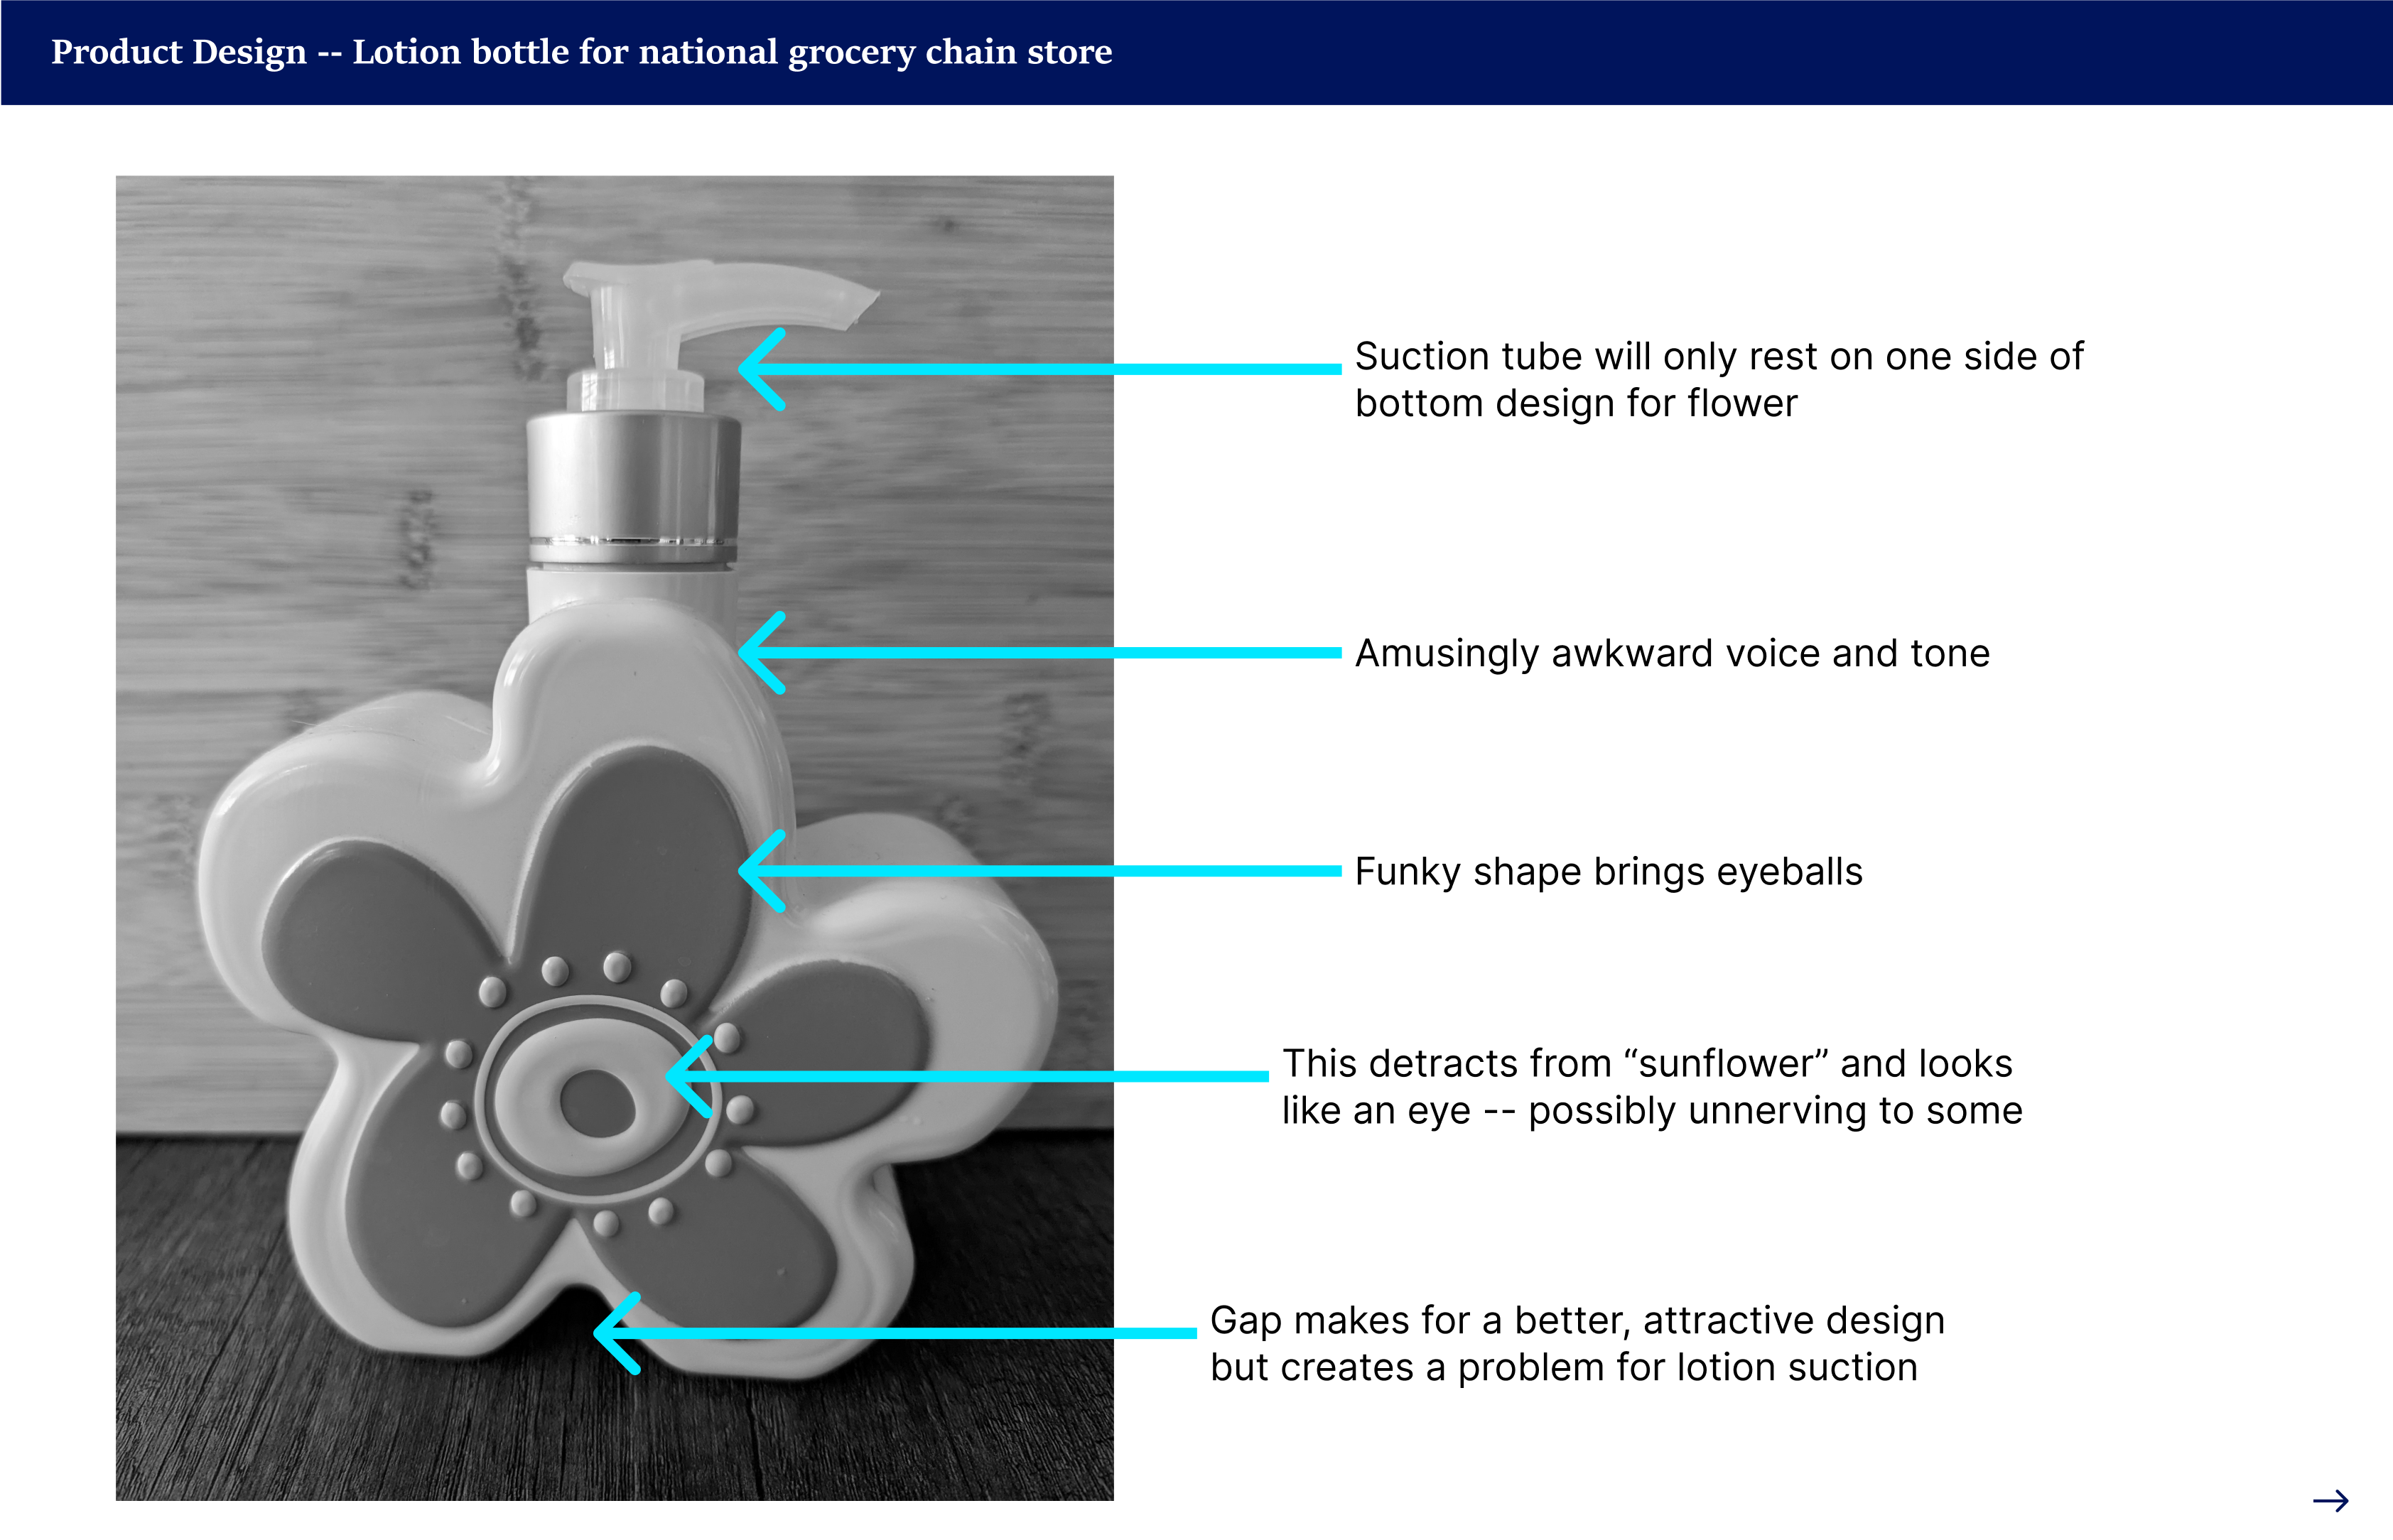 Product Design -- Lotion bottle for national grocery chain store
Suction tube will only rest on one side of
bottom design for flower
Amusingly awkward voice and tone
Funky shape brings eyeballs
This detracts from “sunflower” and looks
like an eye -- possibly unnerving to some
Gap makes for a better, attractive design
but creates a problem for lotion suction